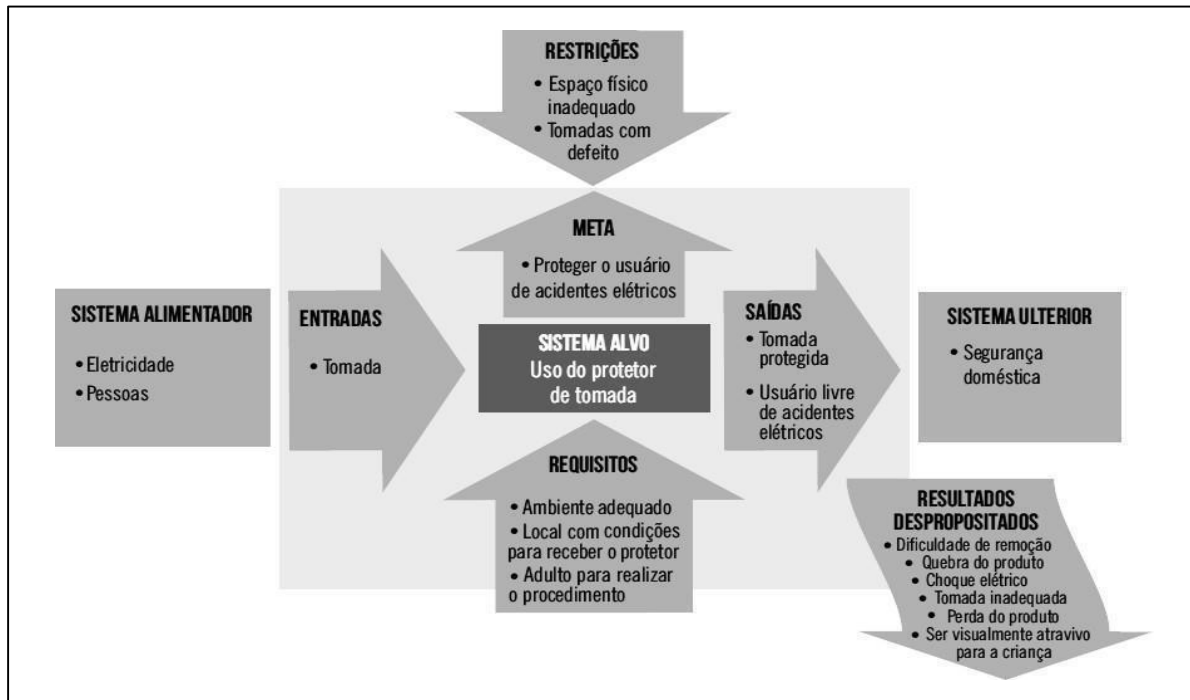 RESTRIÇÕES
• Espaço físico
inadequado
• Tomadas com
defeito
META
• Proteger o usuário
de acidentes elétricos
SISTEMA ALIMENTADOR
• Eletricidade
• Pessoas
ENTRADAS
• Tomada
SISTEMA ALVO
Uso do protetor
de tomada
SAÍDAS
• Tomada
protegida
• Usuário livre
de acidentes
elétricos
SISTEMA ULTERIOR
• Segurança
doméstica
REQUISITOS
• Ambiente adequado
• Local com condições
para receber o protetor
• Adulto para realizar
o procedimento
RESULTADOS
DESPROPOSITADOS
• Dificuldade de remoção
• Quebra do produto
• Choque elétrico
• Tomada inadequada
• Perda do produto
• Ser visualmente atravivo
para a criança